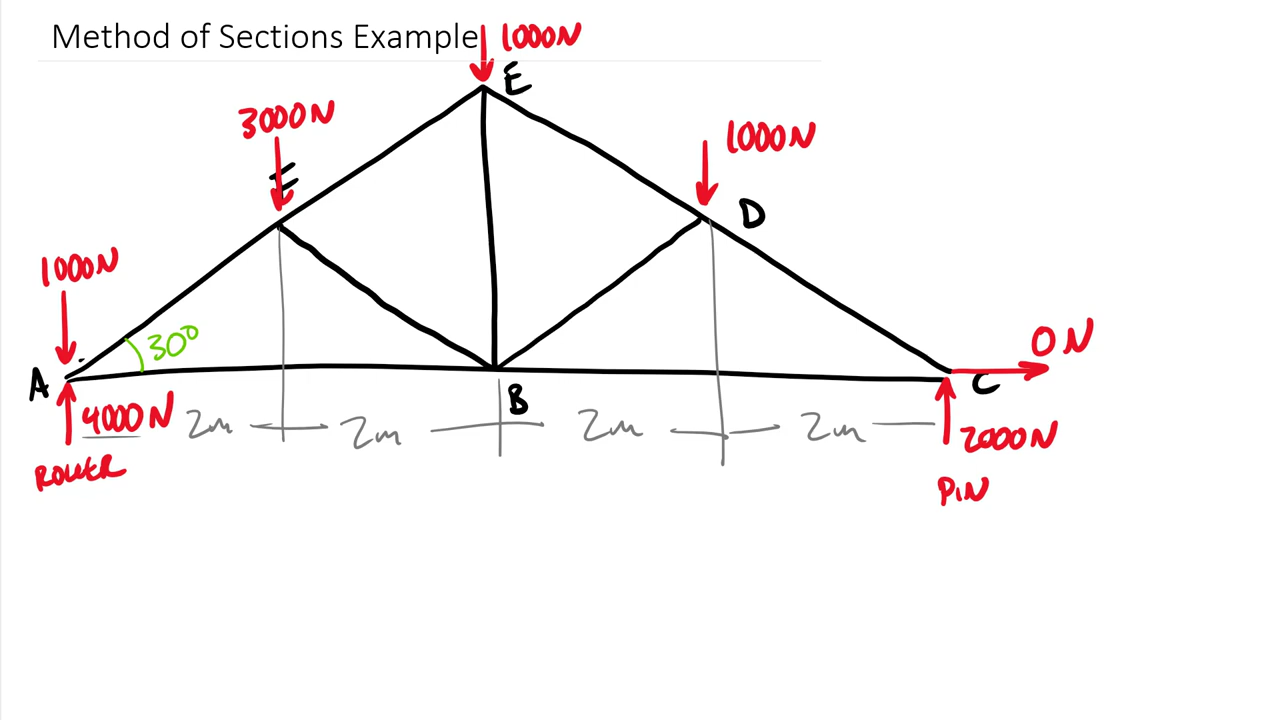 Method of Sections Example
1000N
E
3000N
1000N
D
1000N
30°
0N
A
4000N
2m
2m
B
2m
2m
C
2000N
ROLLER
PIN